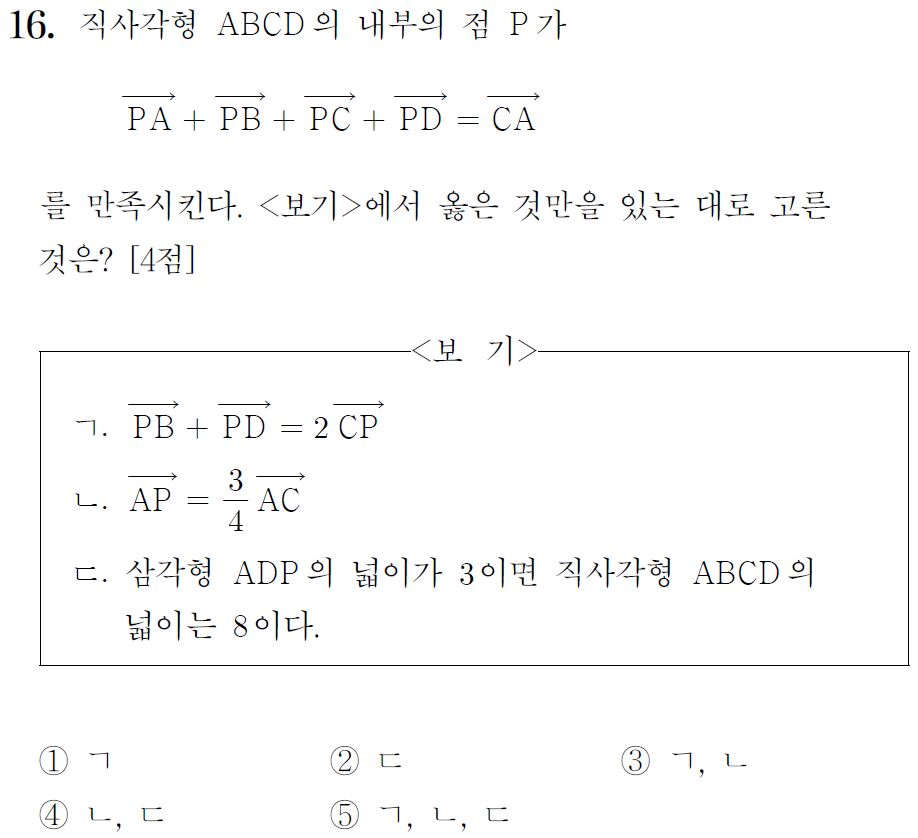 16. 직사각형 ABCD의 내부의 점 P가
$\overrightarrow{PA}+\overrightarrow{PB}+\overrightarrow{PC}+\overrightarrow{PD}=\overrightarrow{CA}$
를 만족시킨다. <보기>에서 옳은 것만을 있는 대로 고른
것은? [4점]
<보 기>
ㄱ. $\overrightarrow{PB}+\overrightarrow{PD}=2\overrightarrow{CP}$
ㄴ. $\overrightarrow{AP}=\frac{3}{4}\overrightarrow{AC}$
ㄷ. 삼각형 ADP의 넓이가 3이면 직사각형 ABCD의
넓이는 8이다.
① ㄱ ② ㄷ ③ ㄱ, ㄴ
④ ㄴ, ㄷ ⑤ ㄱ, ㄴ, ㄷ